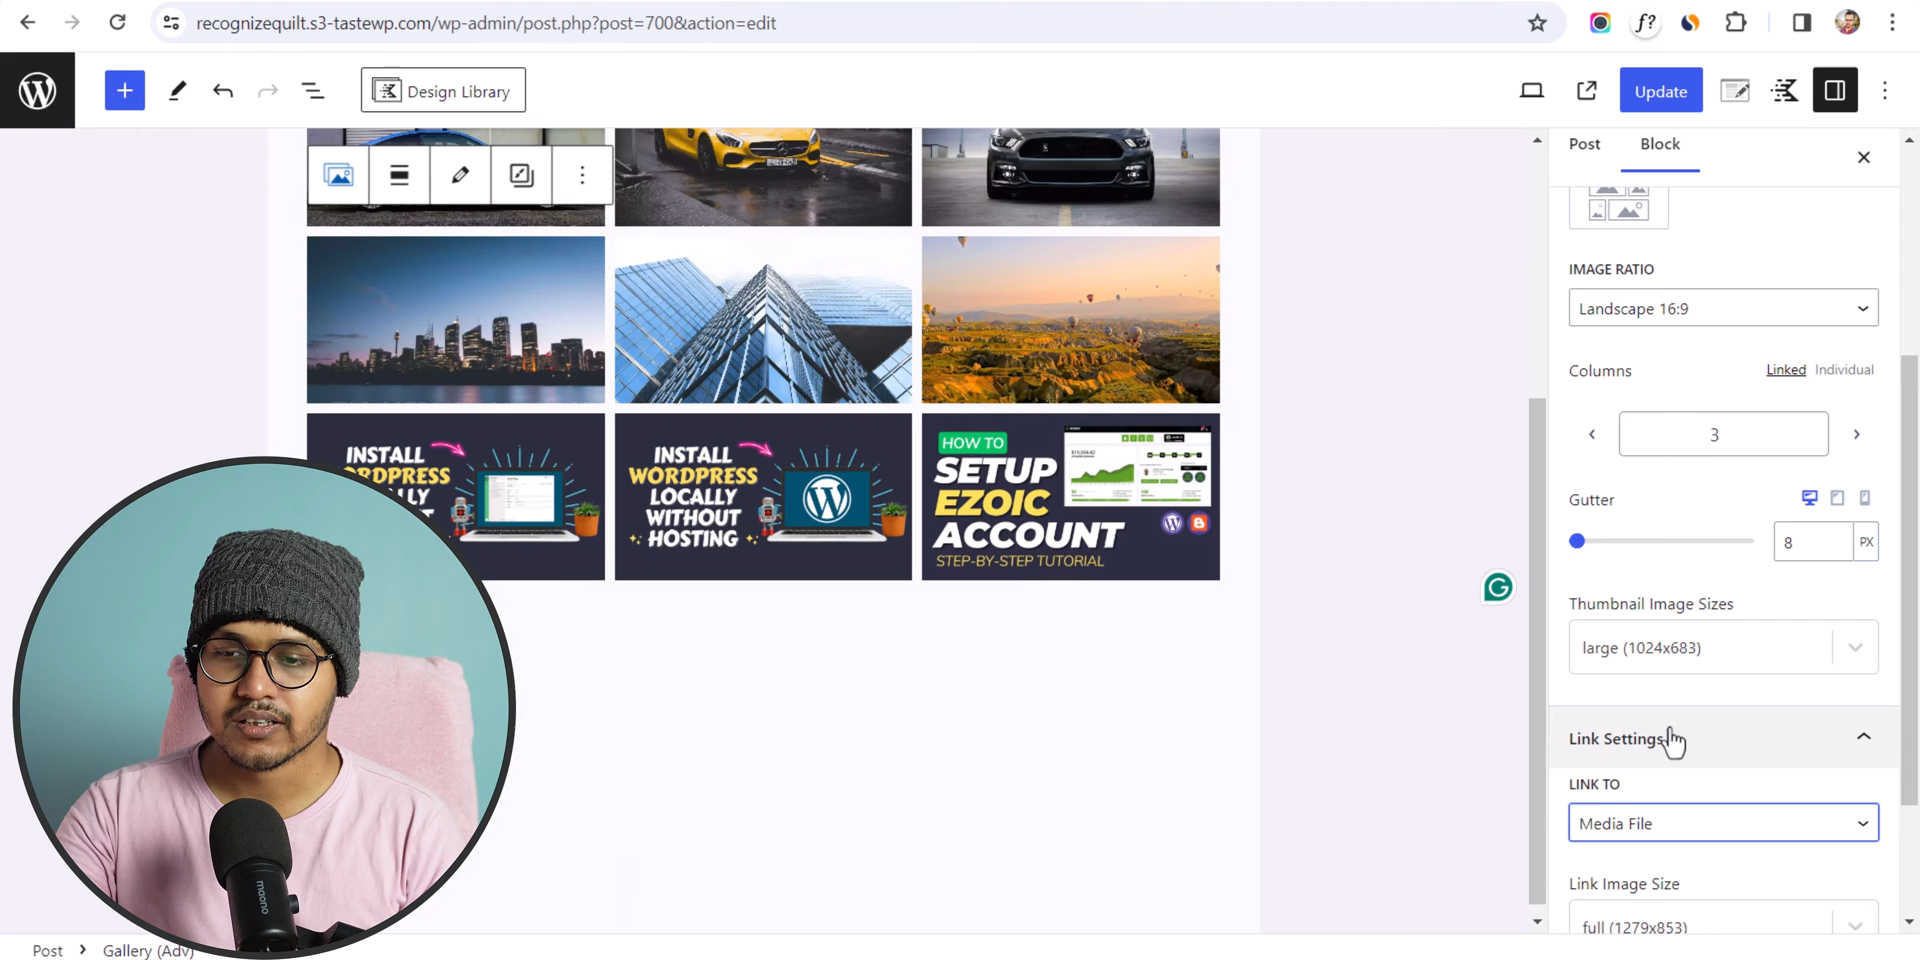 recognizequilt.s3-tastewp.com/wp-admin/post.php?post=700&action=edit
f?
Design Library
Update
Post
Block
IMAGE RATIO
Landscape 16:9
Columns
Linked
Individual
3
Gutter
8
PX
Thumbnail Image Sizes
large (1024x683)
Link Settings
LINK TO
Media File
Link Image Size
full (1279x853)
INSTALL
INSTALL
WORDPRESS
LOCALLY
WITHOUT
HOSTING
HOW TO
SETUP
EZOIC
ACCOUNT
STEP-BY-STEP TUTORIAL
maono
Post
Gallery (Adv)